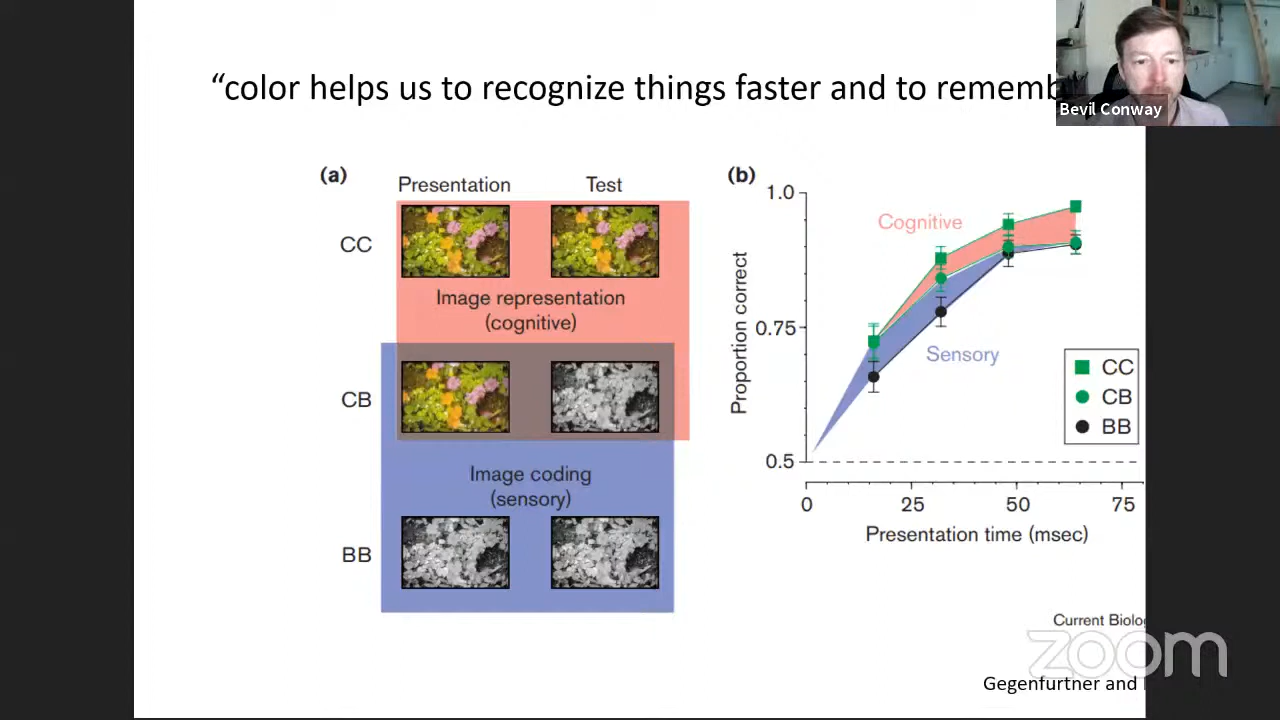 “color helps us to recognize things faster and to rememb
Bevil Conway
(a)
Presentation Test
CC
Image representation
(cognitive)
CB
Image coding
(sensory)
BB
(b)
1.0
0.75
0.5
Proportion correct
Cognitive
Sensory
CC
CB
BB
0 25 50 75
Presentation time (msec)
Current Biolo
zoom
Gegenfurtner and